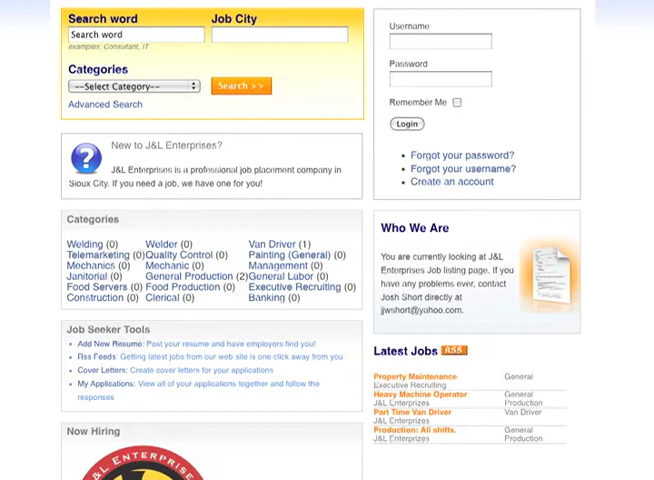 Search word
Job City
Search word
examples: Consultant, IT
Categories
--Select Category--
Search >>
Advanced Search
New to J&L Enterprises?
J&L Enterprises is a professional job placement company in
Sioux City. If you need a job, we have one for you!
Categories
Welding (0) Welder (0) Van Driver (1)
Telemarketing (0) Quality Control (0) Painting (General) (0)
Mechanics (0) Mechanic (0) Management (0)
Janitorial (0) General Production (2) General Labor (0)
Food Servers (0) Food Production (0) Executive Recruiting (0)
Construction (0) Clerical (0) Banking (0)
Job Seeker Tools
Add New Resume: Post your resume and have employers find you!
Rss Feeds: Getting latest jobs from our web site is one click away from you
Cover Letters: Create cover letters for your applications
My Applications: View all of your applications together and follow the
responses
Now Hiring
J&L ENTERPRISE
Username
Password
Remember Me
Login
Forgot your password?
Forgot your username?
Create an account
Who We Are
You are currently looking at J&L
Enterprises Job listing page. If you
have any problems ever, contact
Josh Short directly at
jjwshort@yahoo.com.
Latest Jobs RSS
Property Maintenance General
Executive Recruiting
Heavy Machine Operator General
J&L Enterprizes Production
Part Time Van Driver Van Driver
J&L Enterprizes
Production: All shifts. General
J&L Enterprizes Production